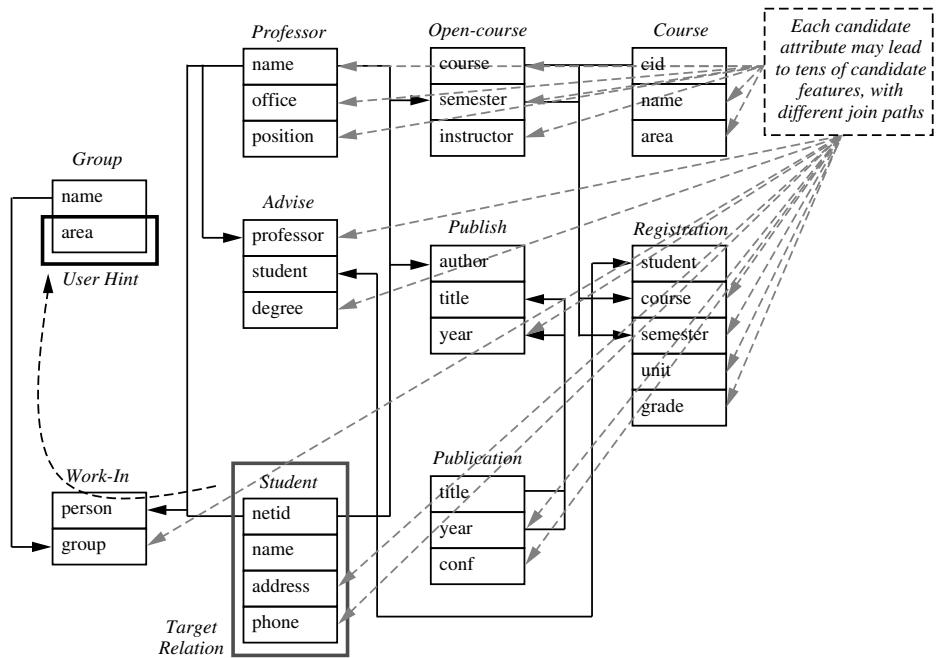 Professor
name
office
position
Open-course
course
semester
instructor
Course
cid
name
area
Each candidate
attribute may lead
to tens of candidate
features, with
different join paths
Group
name
area
User Hint
Advise
professor
student
degree
Publish
author
title
year
Registration
student
course
semester
unit
grade
Work-In
person
group
Student
netid
name
address
phone
Target
Relation
Publication
title
year
conf